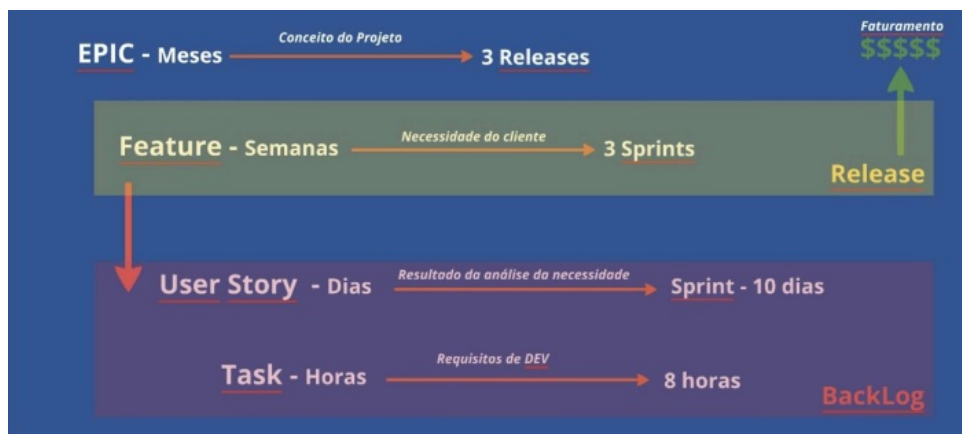 Faturamento
$$$$$
EPIC - Meses Conceito do Projeto 3 Releases
Feature - Semanas Necessidade do cliente 3 Sprints
Release
User Story - Dias Resultado da análise da necessidade Sprint - 10 dias
Task - Horas Requisitos de DEV 8 horas
BackLog